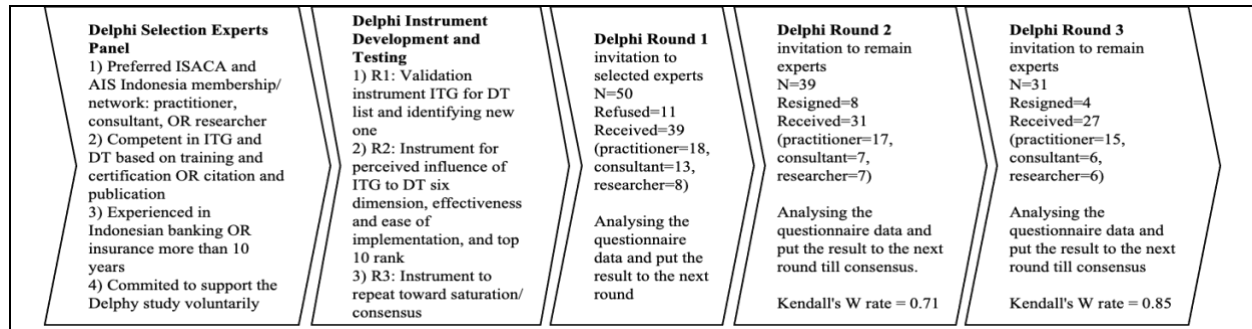 Delphi Selection Experts
Panel
1) Preferred ISACA and
AIS Indonesia membership/
network: practitioner,
consultant, OR researcher
2) Competent in ITG and
DT based on training and
certification OR citation and
publication
3) Experienced in
Indonesian banking OR
insurance more than 10
years
4) Commited to support the
Delphy study voluntarily
Delphi Instrument
Development and
Testing
1) R1: Validation
instrument ITG for DT
list and identifying new
one
2) R2: Instrument for
perceived influence of
ITG to DT six
dimension, effectiveness
and ease of
implementation, and top
10 rank
3) R3: Instrument to
repeat toward saturation/
consensus
Delphi Round 1
invitation to
selected experts
N=50
Refused=11
Received=39
(practitioner=18,
consultant=13,
researcher=8)
Analysing the
questionnaire
data and put the
result to the next
round
Delphi Round 2
invitation to remain
experts
N=39
Resigned=8
Received=31
(practitioner=17,
consultant=7,
researcher=7)
Analysing the
questionnaire data and
put the result to the next
round till consensus.
Kendall's W rate = 0.71
Delphi Round 3
invitation to remain
experts
N=31
Resigned=4
Received=27
(practitioner=15,
consultant=6,
researcher=6)
Analysing the
questionnaire data and
put the result to the next
round till consensus
Kendall's W rate = 0.85